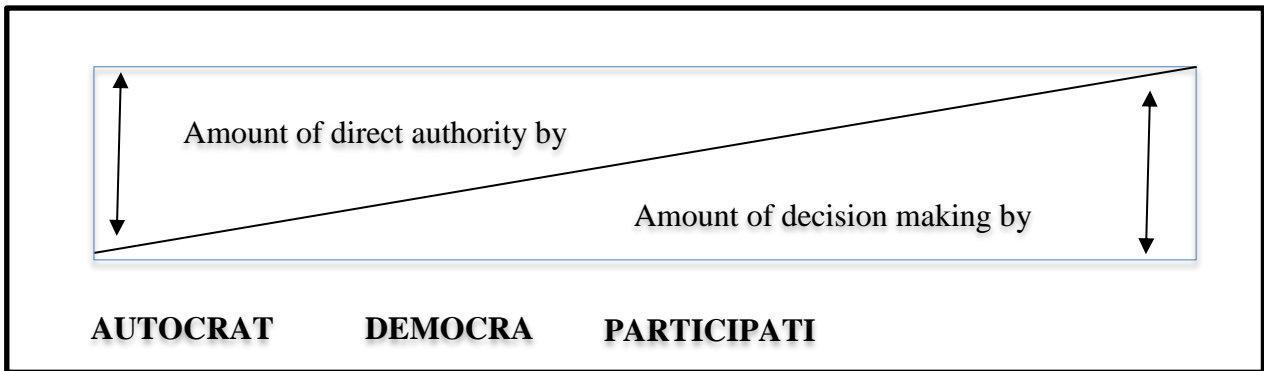 Amount of direct authority by
Amount of decision making by
AUTOCRAT DEMOCRA PARTICIPATI